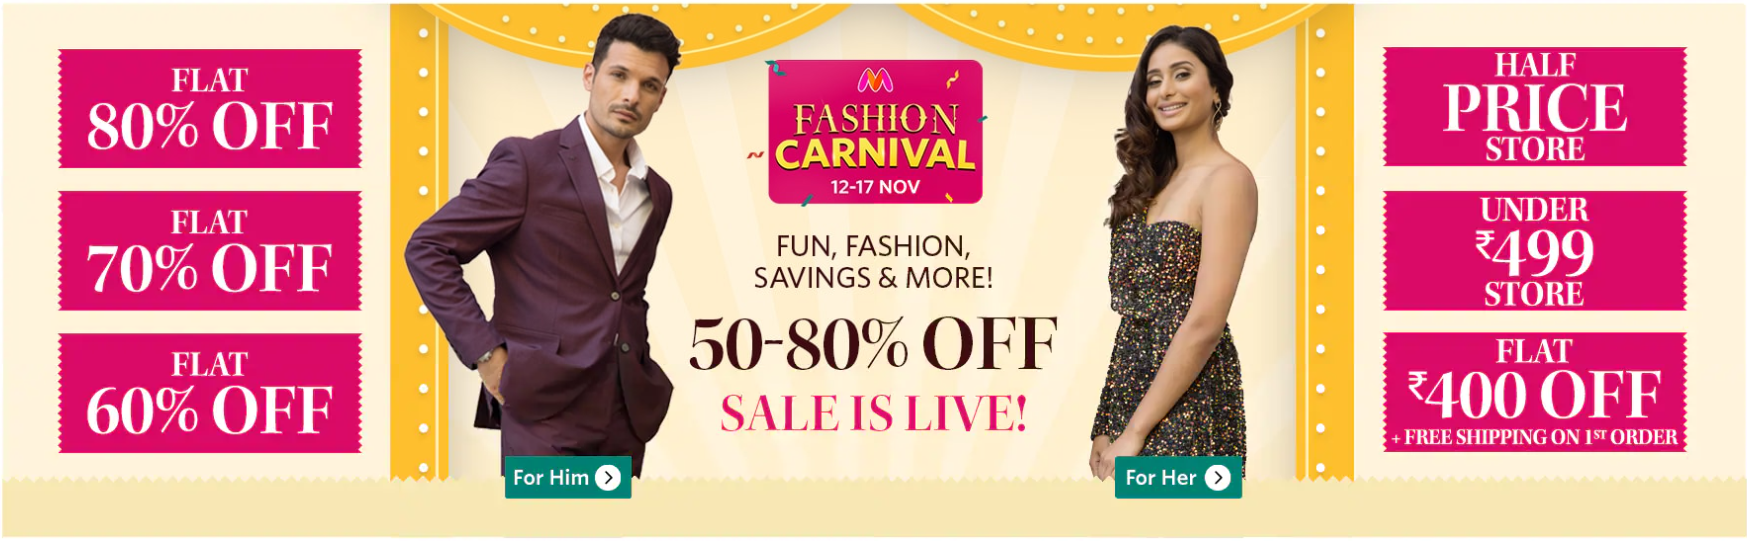 FLAT
80% OFF
FLAT
70% OFF
FLAT
60% OFF
FASHION
CARNIVAL
12-17 NOV
FUN, FASHION,
SAVINGS & MORE!
50-80% OFF
SALE IS LIVE!
For Him
For Her
HALF
PRICE
STORE
UNDER
₹499
STORE
FLAT
₹400 OFF
+ FREE SHIPPING ON 1ST ORDER